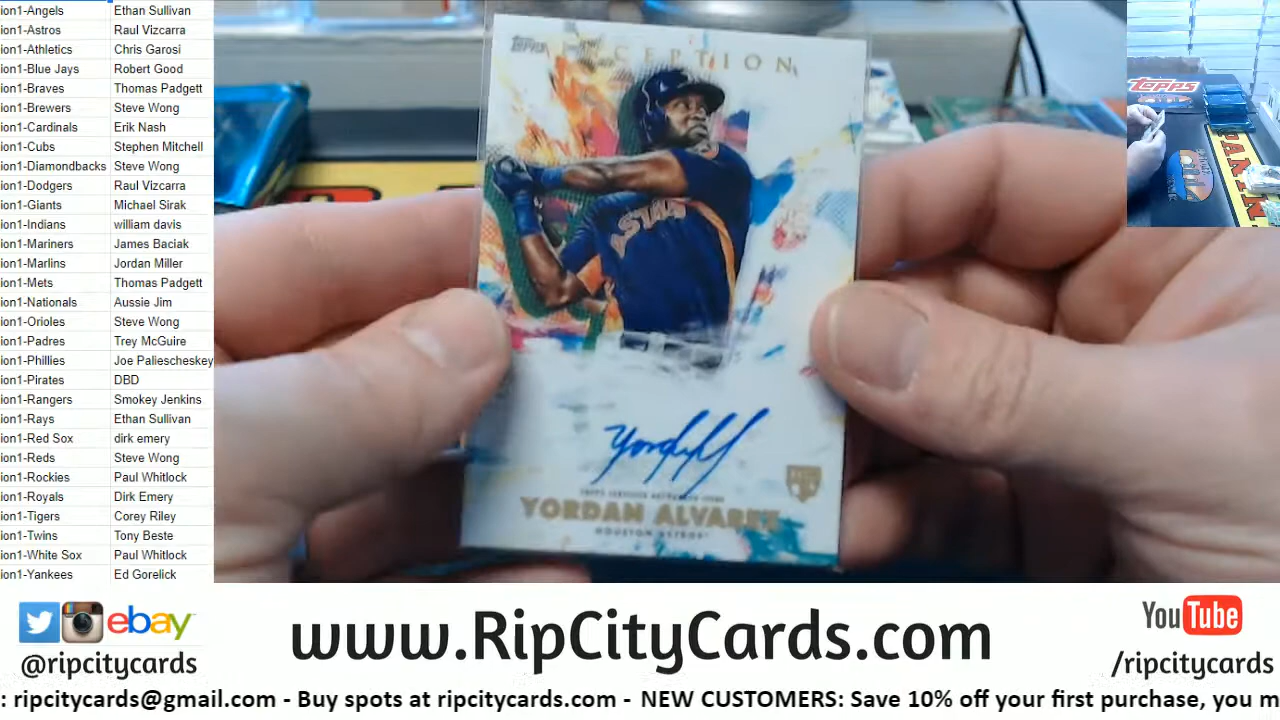 ion1-Angels Ethan Sullivan
ion1-Astros Raul Vizcarra
ion1-Athletics Chris Garosi
ion1-Blue Jays Robert Good
ion1-Braves Thomas Padgett
ion1-Brewers Steve Wong
ion1-Cardinals Erik Nash
ion1-Cubs Stephen Mitchell
ion1-Diamondbacks Steve Wong
ion1-Dodgers Raul Vizcarra
ion1-Giants Michael Sirak
ion1-Indians william davis
ion1-Mariners James Baciak
ion1-Marlins Jordan Miller
ion1-Mets Thomas Padgett
ion1-Nationals Aussie Jim
ion1-Orioles Steve Wong
ion1-Padres Trey McGuire
ion1-Phillies Joe Paliescheskey
ion1-Pirates DBD
ion1-Rangers Smokey Jenkins
ion1-Rays Ethan Sullivan
ion1-Red Sox dirk emery
ion1-Reds Steve Wong
ion1-Rockies Paul Whitlock
ion1-Royals Dirk Emery
ion1-Tigers Corey Riley
ion1-Twins Tony Beste
ion1-White Sox Paul Whitlock
ion1-Yankees Ed Gorelick
TOPPS
CEPTION
ASTROS
YORDAN ALVAREZ
HOUSTON ASTROS
topps
ebay
@ripcitycards
www.RipCityCards.com
YouTube
/ripcitycards
: ripcitycards@gmail.com - Buy spots at ripcitycards.com - NEW CUSTOMERS: Save 10% off your first purchase, you m